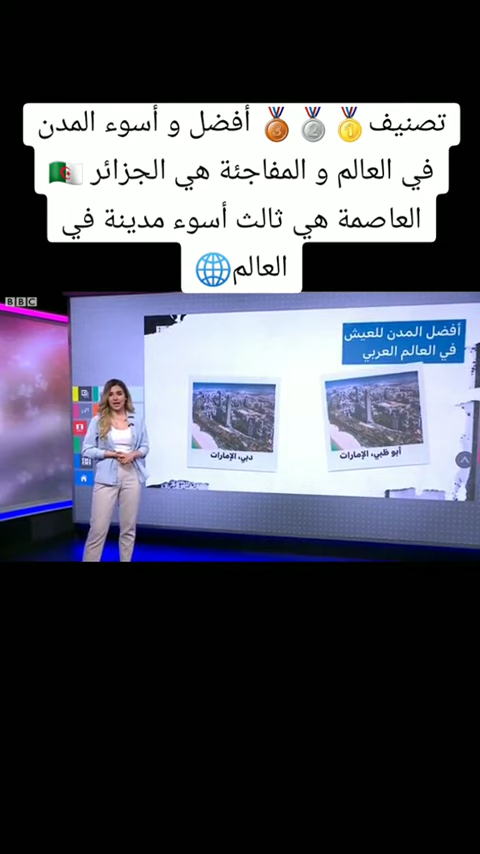 تصنيف🥇🥈🥉 أفضل و أسوء المدن
في العالم و المفاجئة هي الجزائر 🇩🇿
العاصمة هي ثالث أسوء مدينة في
العالم🌐
BBC
أفضل المدن للعيش
في العالم العربي
أبو ظبي، الإمارات
دبي، الإمارات